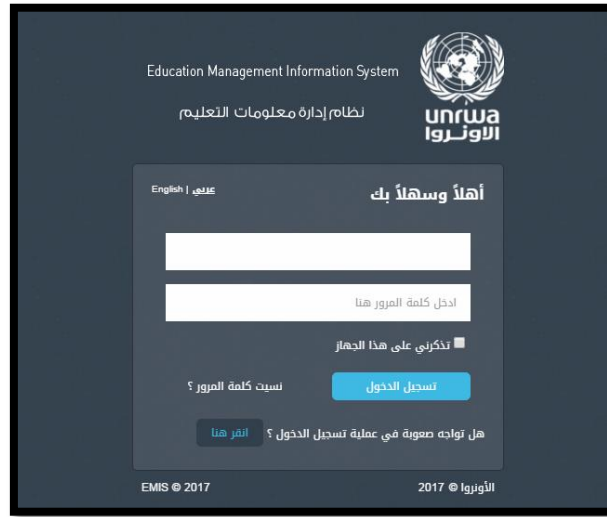 Education Management Information System
نظام إدارة معلومات التعليم
unrwa
الاونروا
أهلاً وسهلاً بك
عربي | English
ادخل كلمة المرور هنا
تذكرني على هذا الجهاز
تسجيل الدخول
نسيت كلمة المرور ؟
هل تواجه صعوبة في عملية تسجيل الدخول ؟ انقر هنا
الأونروا © 2017
EMIS © 2017